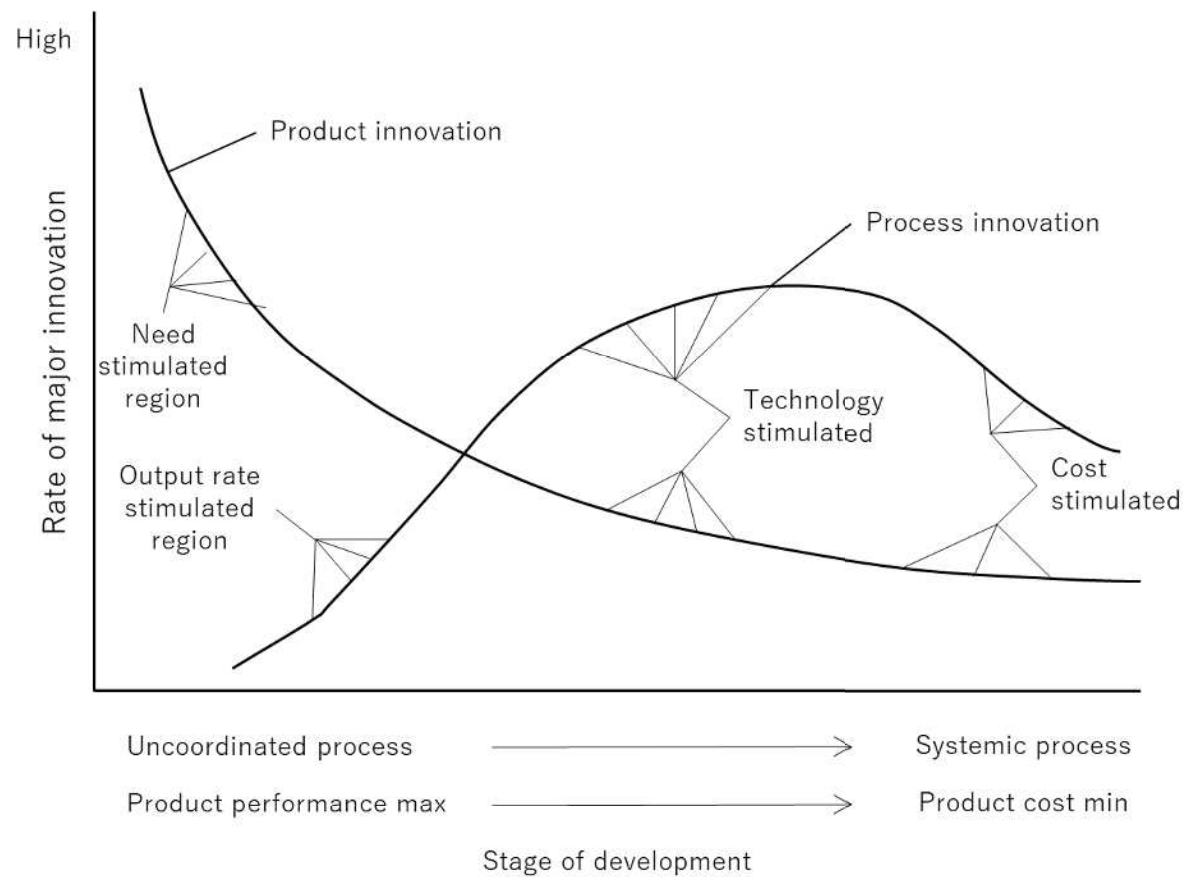 High
Product innovation
Process innovation
Rate of major innovation
Need
stimulated
region
Technology
stimulated
Output rate
stimulated
region
Cost
stimulated
Uncoordinated process
Systemic process
Product performance max
Product cost min
Stage of development